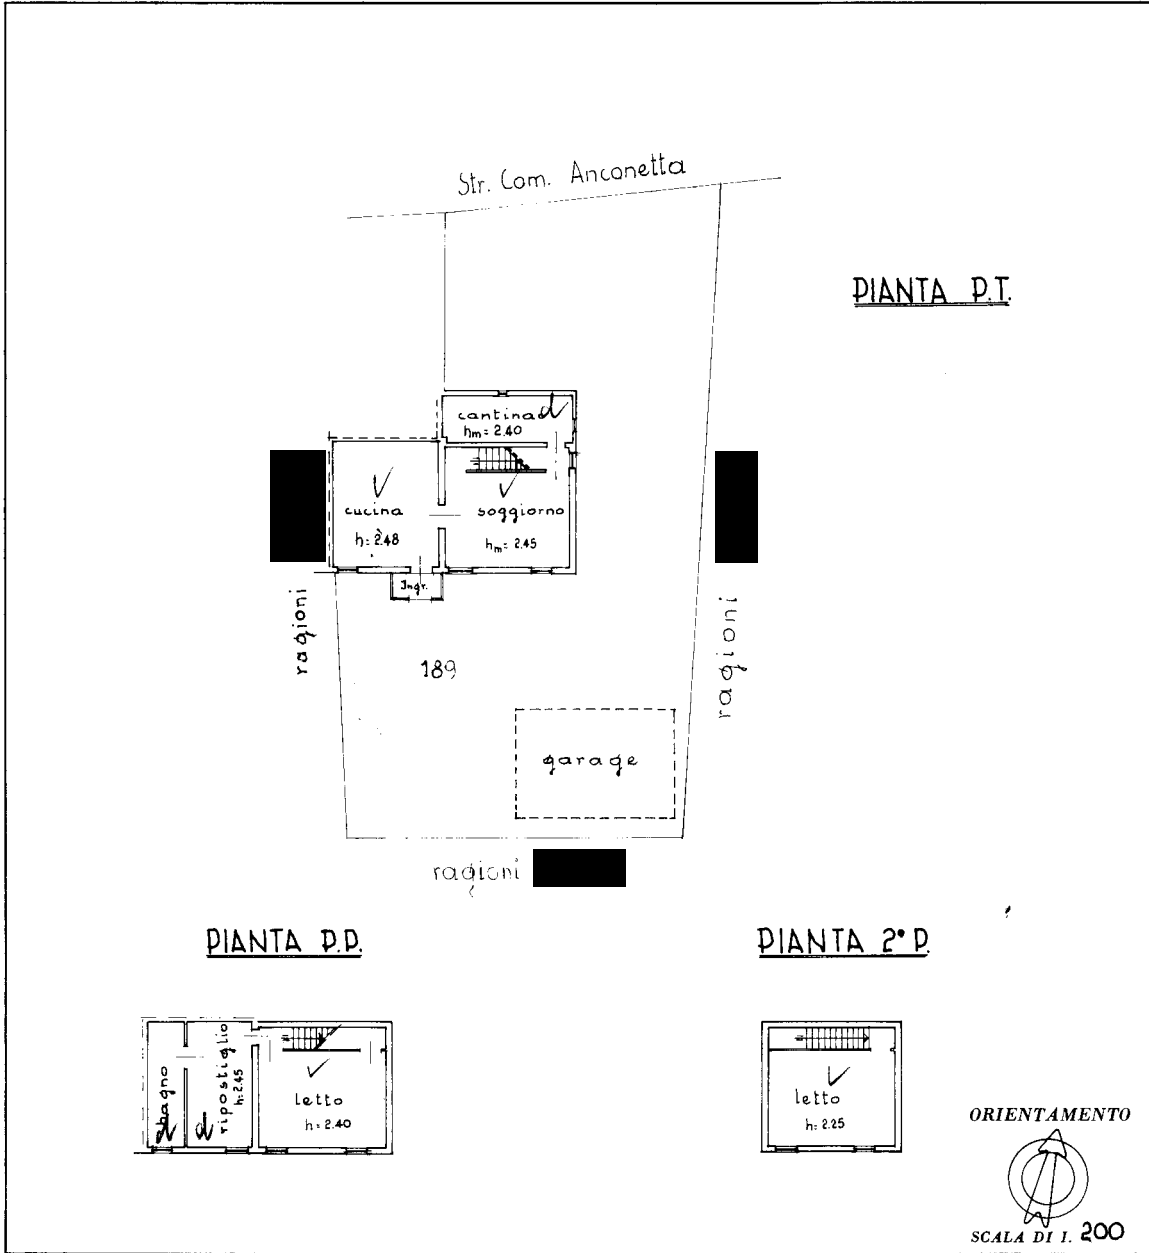 Str. Com. Anconetta
PIANTA P.T.
cantina d
hm = 2.40
cucina
h = 2.48
soggiorno
hm = 2.45
Ingr.
ragioni
ragioni
189
garage
ragioni
PIANTA P.P.
PIANTA 2° P.
bagno
d
ripostiglio
h: 2.45
d
letto
h: 2.40
letto
h: 2.25
ORIENTAMENTO
SCALA DI 1. 200